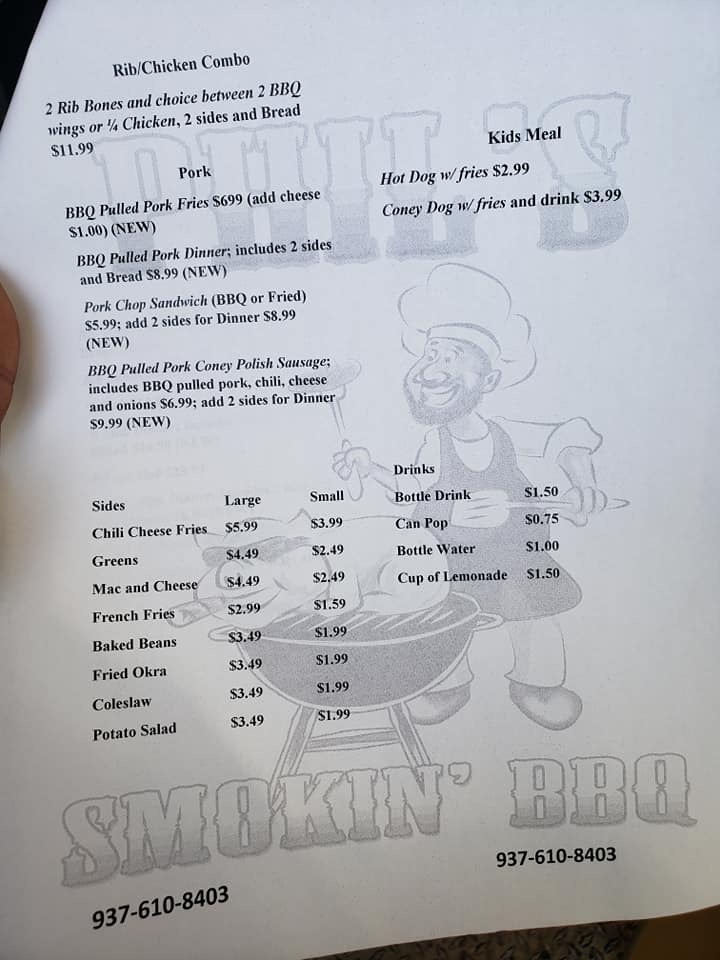 Rib/Chicken Combo
2 Rib Bones and choice between 2 BBQ
wings or ¼ Chicken, 2 sides and Bread
$11.99
Pork
BBQ Pulled Pork Fries $699 (add cheese
$1.00) (NEW)
BBQ Pulled Pork Dinner; includes 2 sides
and Bread $8.99 (NEW)
Pork Chop Sandwich (BBQ or Fried)
$5.99; add 2 sides for Dinner $8.99
(NEW)
BBQ Pulled Pork Coney Polish Sausage;
includes BBQ pulled pork, chili, cheese
and onions $6.99; add 2 sides for Dinner
$9.99 (NEW)
Kids Meal
Hot Dog w/ fries $2.99
Coney Dog w/ fries and drink $3.99
PHIL'S
Sides Large Small
Chili Cheese Fries $5.99 $3.99
Greens $4.49 $2.49
Mac and Cheese $4.49 $2.49
French Fries $2.99 $1.59
Baked Beans $3.49 $1.99
Fried Okra $3.49 $1.99
Coleslaw $3.49 $1.99
Potato Salad $3.49 $1.99
Drinks
Bottle Drink $1.50
Can Pop $0.75
Bottle Water $1.00
Cup of Lemonade $1.50
SMOKIN' BBQ
937-610-8403
937-610-8403